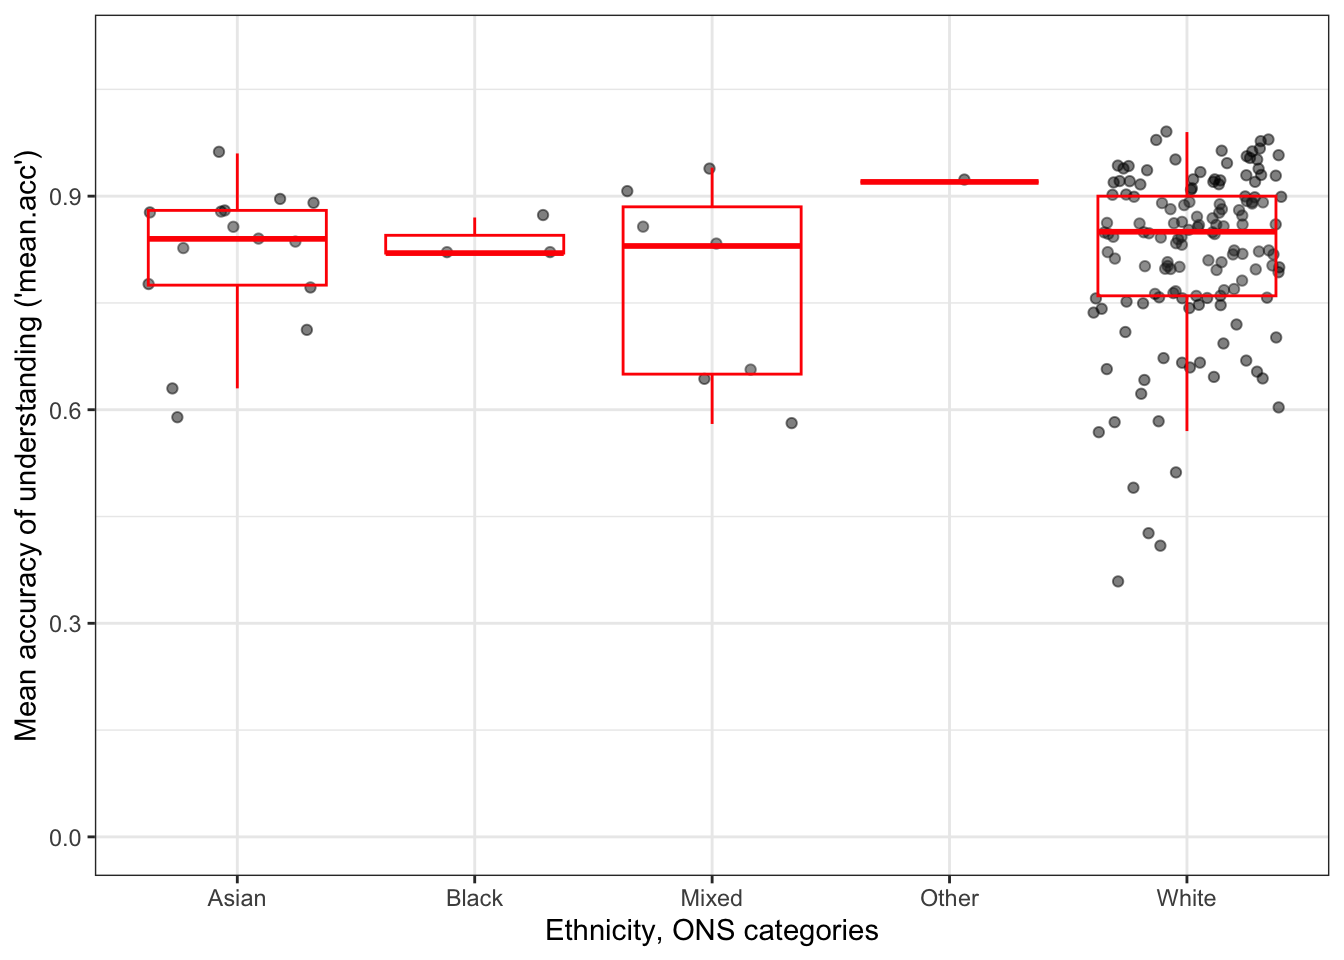 Mean accuracy of understanding ('mean.acc')
0.9
0.6
0.3
0.0
Asian Black Mixed Other White
Ethnicity, ONS categories